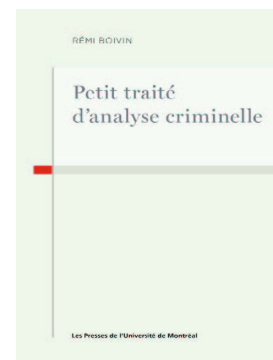 RÉMI BOIVIN
Petit traité
d'analyse criminelle
Les Presses de l'Université de Montréal